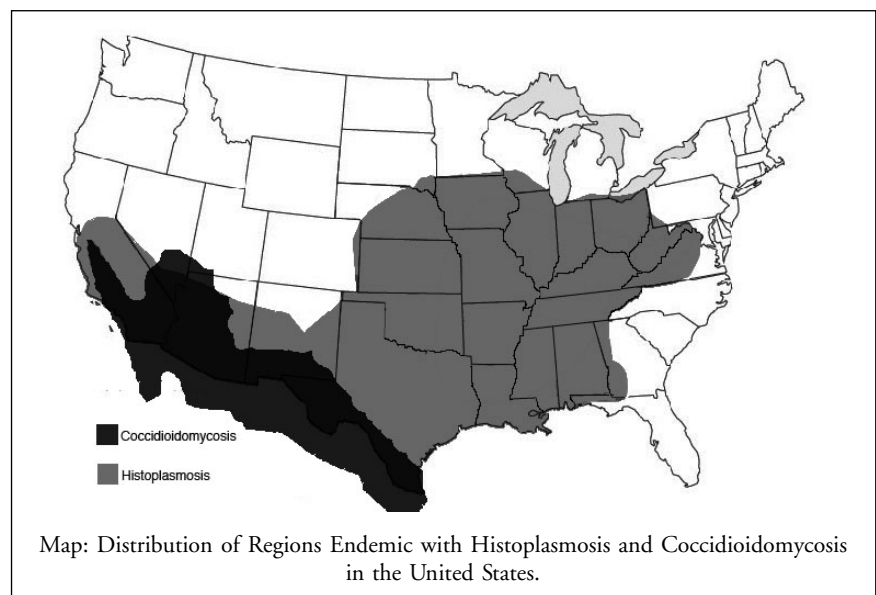 Coccidioidomycosis
Histoplasmosis
Map: Distribution of Regions Endemic with Histoplasmosis and Coccidioidomycosis
in the United States.